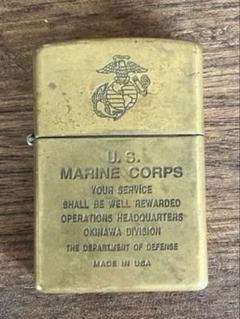 U.S.
MARINE CORPS
YOUR SERVICE
SHALL BE WELL REWARDED
OPERATIONS HEADQUARTERS
OKINAWA DIVISION
THE DEPARTMENT OF DEFENSE
MADE IN USA